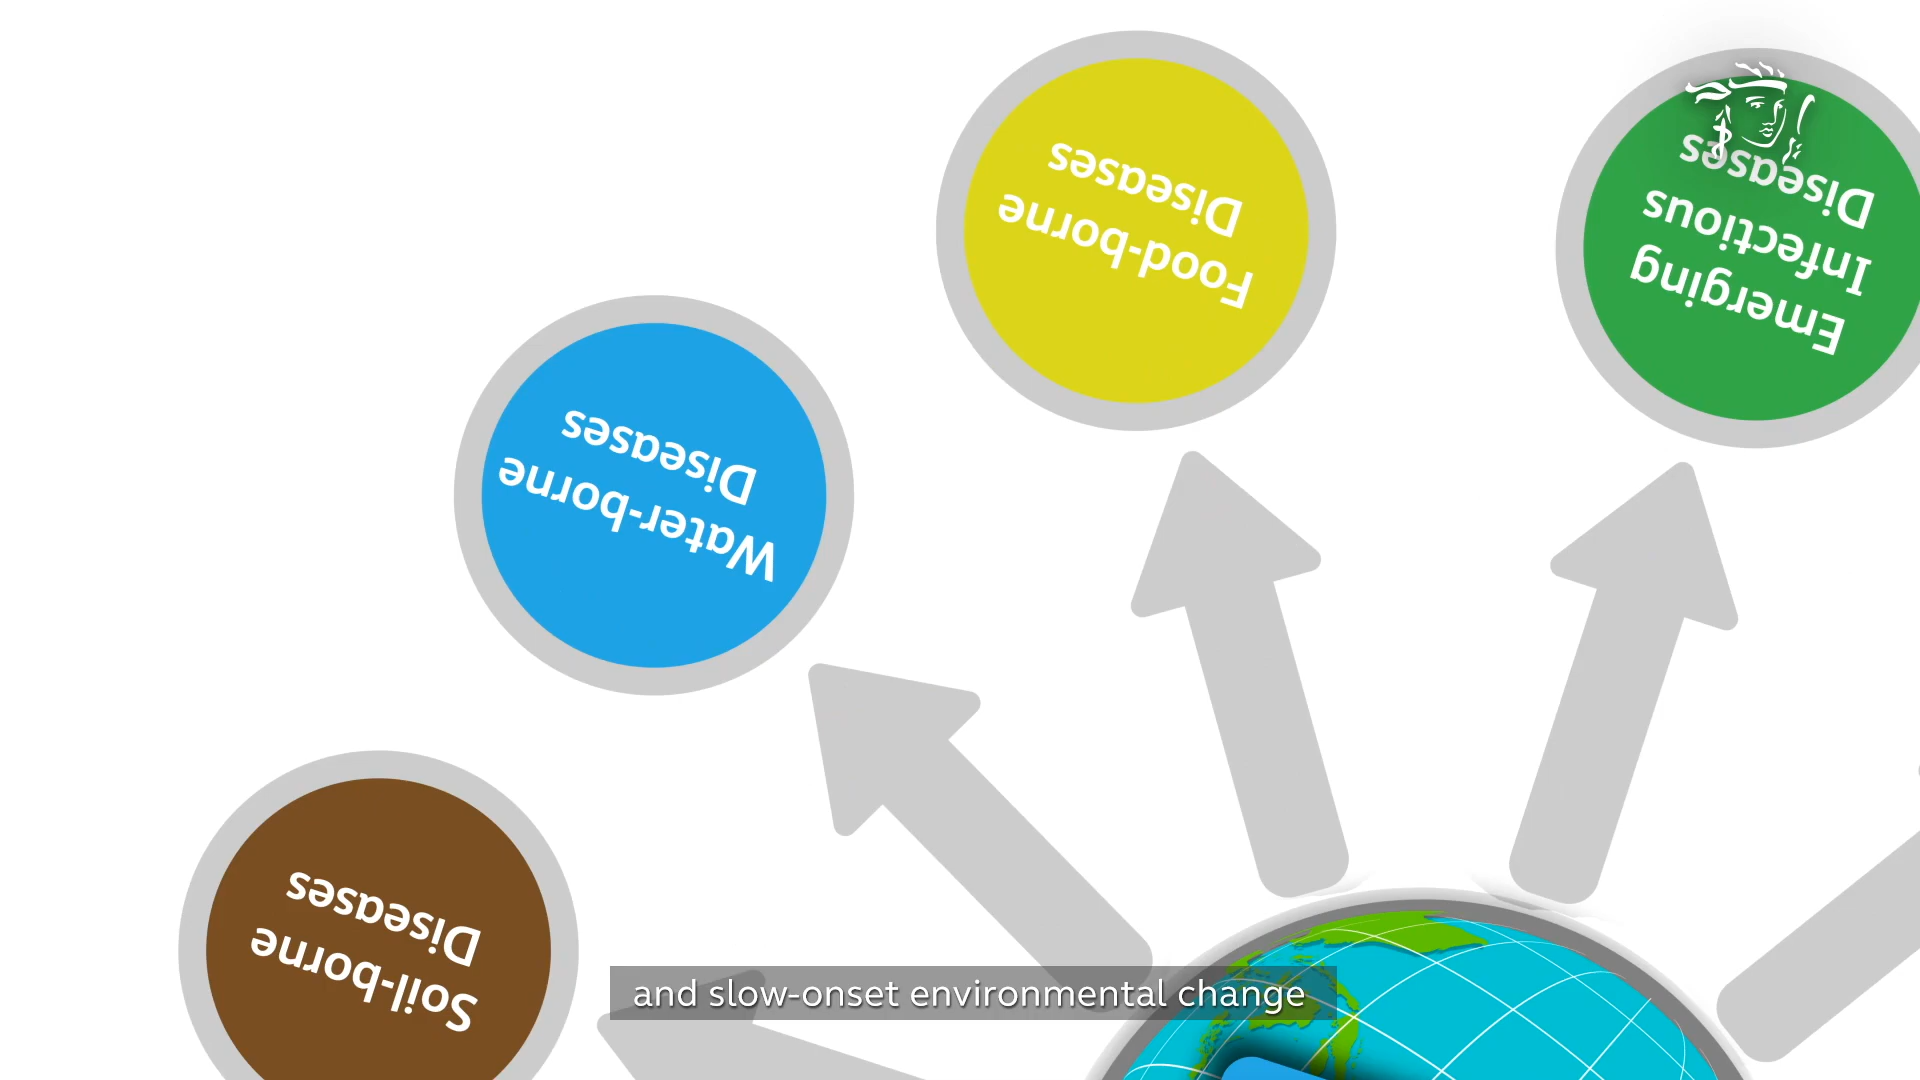 Emerging
Infectious
Diseases
Food-borne
Diseases
Water-borne
Diseases
Soil-borne
Diseases
and slow-onset environmental change